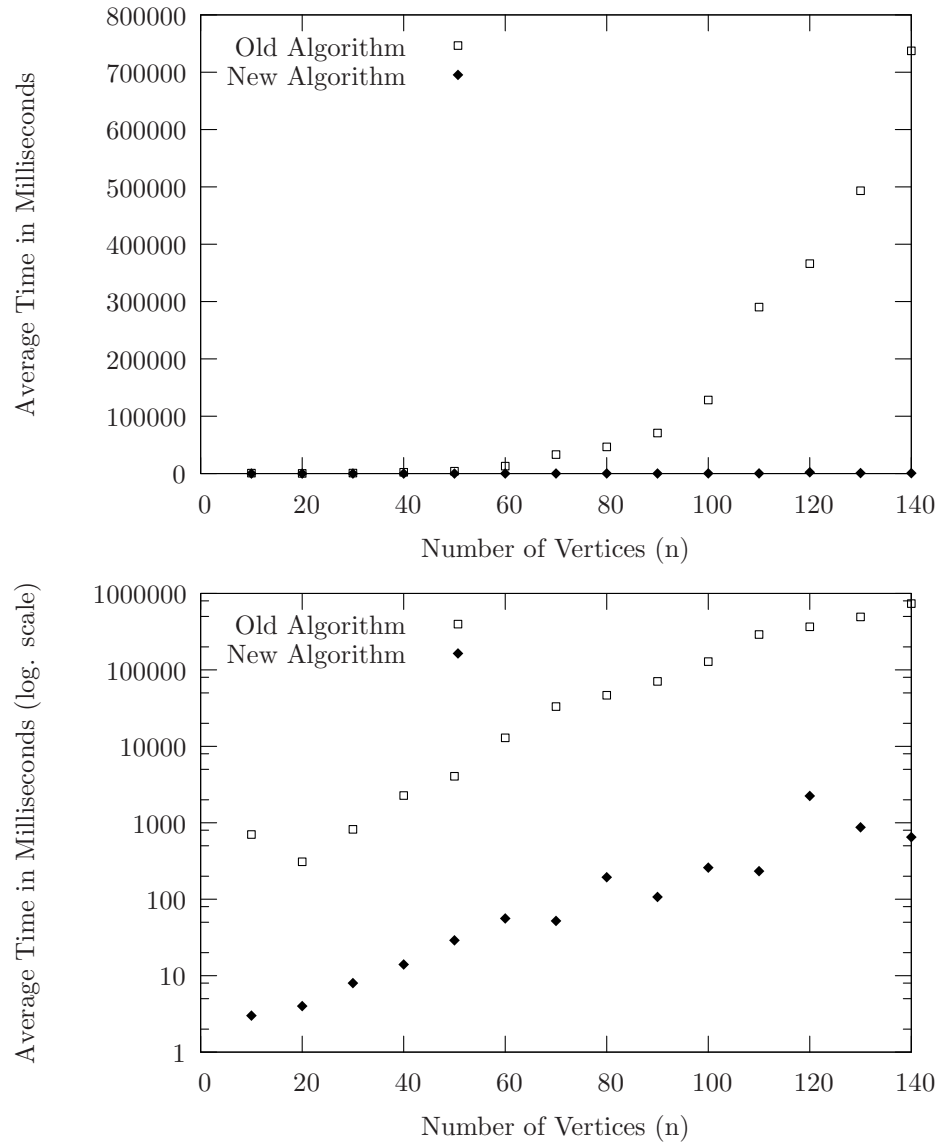 800000
700000
600000
500000
400000
300000
200000
100000
0
Average Time in Milliseconds
Old Algorithm
New Algorithm
0 20 40 60 80 100 120 140
Number of Vertices (n)
1000000
100000
10000
1000
100
10
1
Average Time in Milliseconds (log. scale)
Old Algorithm
New Algorithm
0 20 40 60 80 100 120 140
Number of Vertices (n)